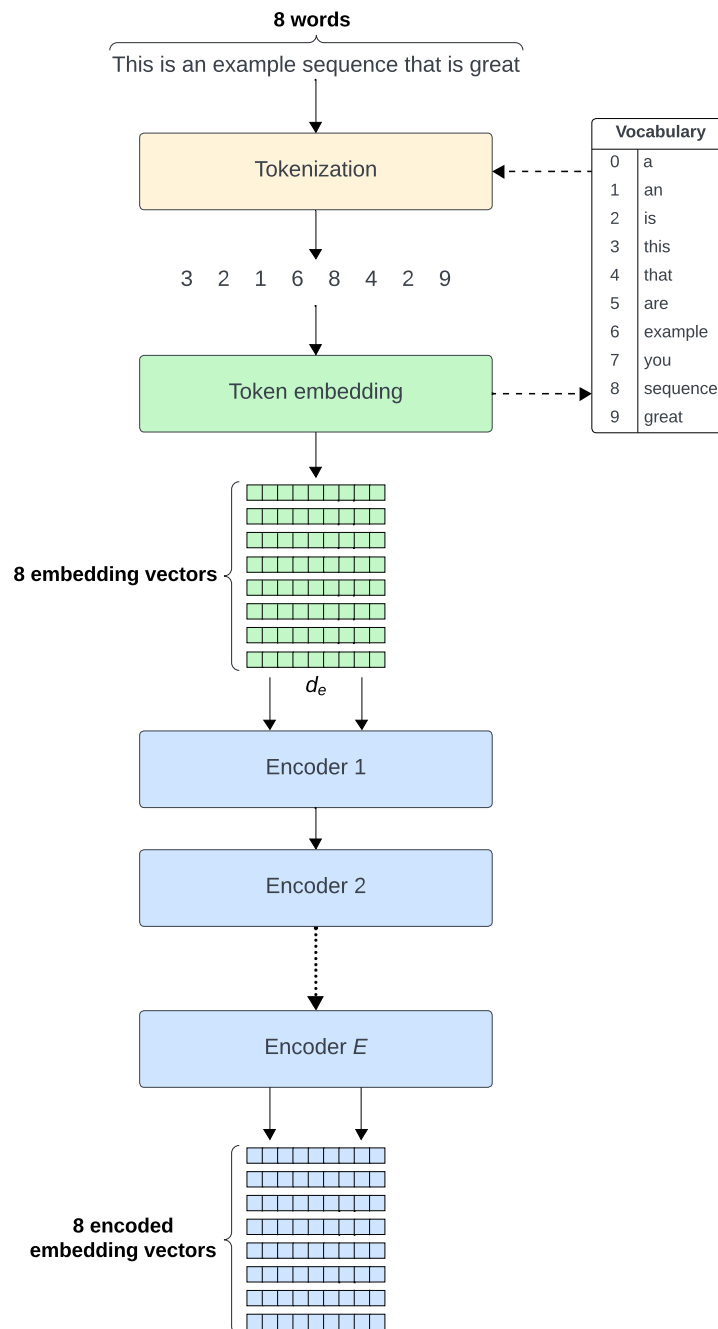 8 words
This is an example sequence that is great
Tokenization
Vocabulary
0 a
1 an
2 is
3 this
4 that
5 are
6 example
7 you
8 sequence
9 great
3 2 1 6 8 4 2 9
Token embedding
8 embedding vectors
de
Encoder 1
Encoder 2
Encoder E
8 encoded
embedding vectors